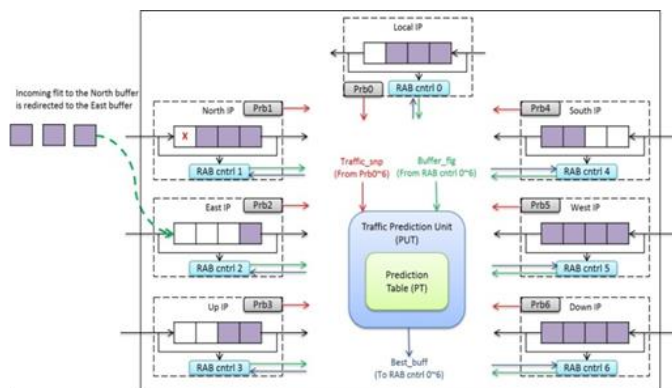 Local IP
Prb0
RAB cntrl 0
Incoming flit to the North buffer
is redirected to the East buffer
North IP
Prb1
X
RAB cntrl 1
Prb4
South IP
RAB cntrl 4
Traffic_snp
(From Prb0~6)
Buffer_flg
(From RAB cntrl 0~6)
East IP
Prb2
RAB cntrl 2
Prb5
West IP
RAB cntrl 5
Traffic Prediction Unit
(PUT)
Prediction
Table (PT)
Up IP
Prb3
RAB cntrl 3
Prb6
Down IP
RAB cntrl 6
Best_buff
(To RAB cntrl 0~6)